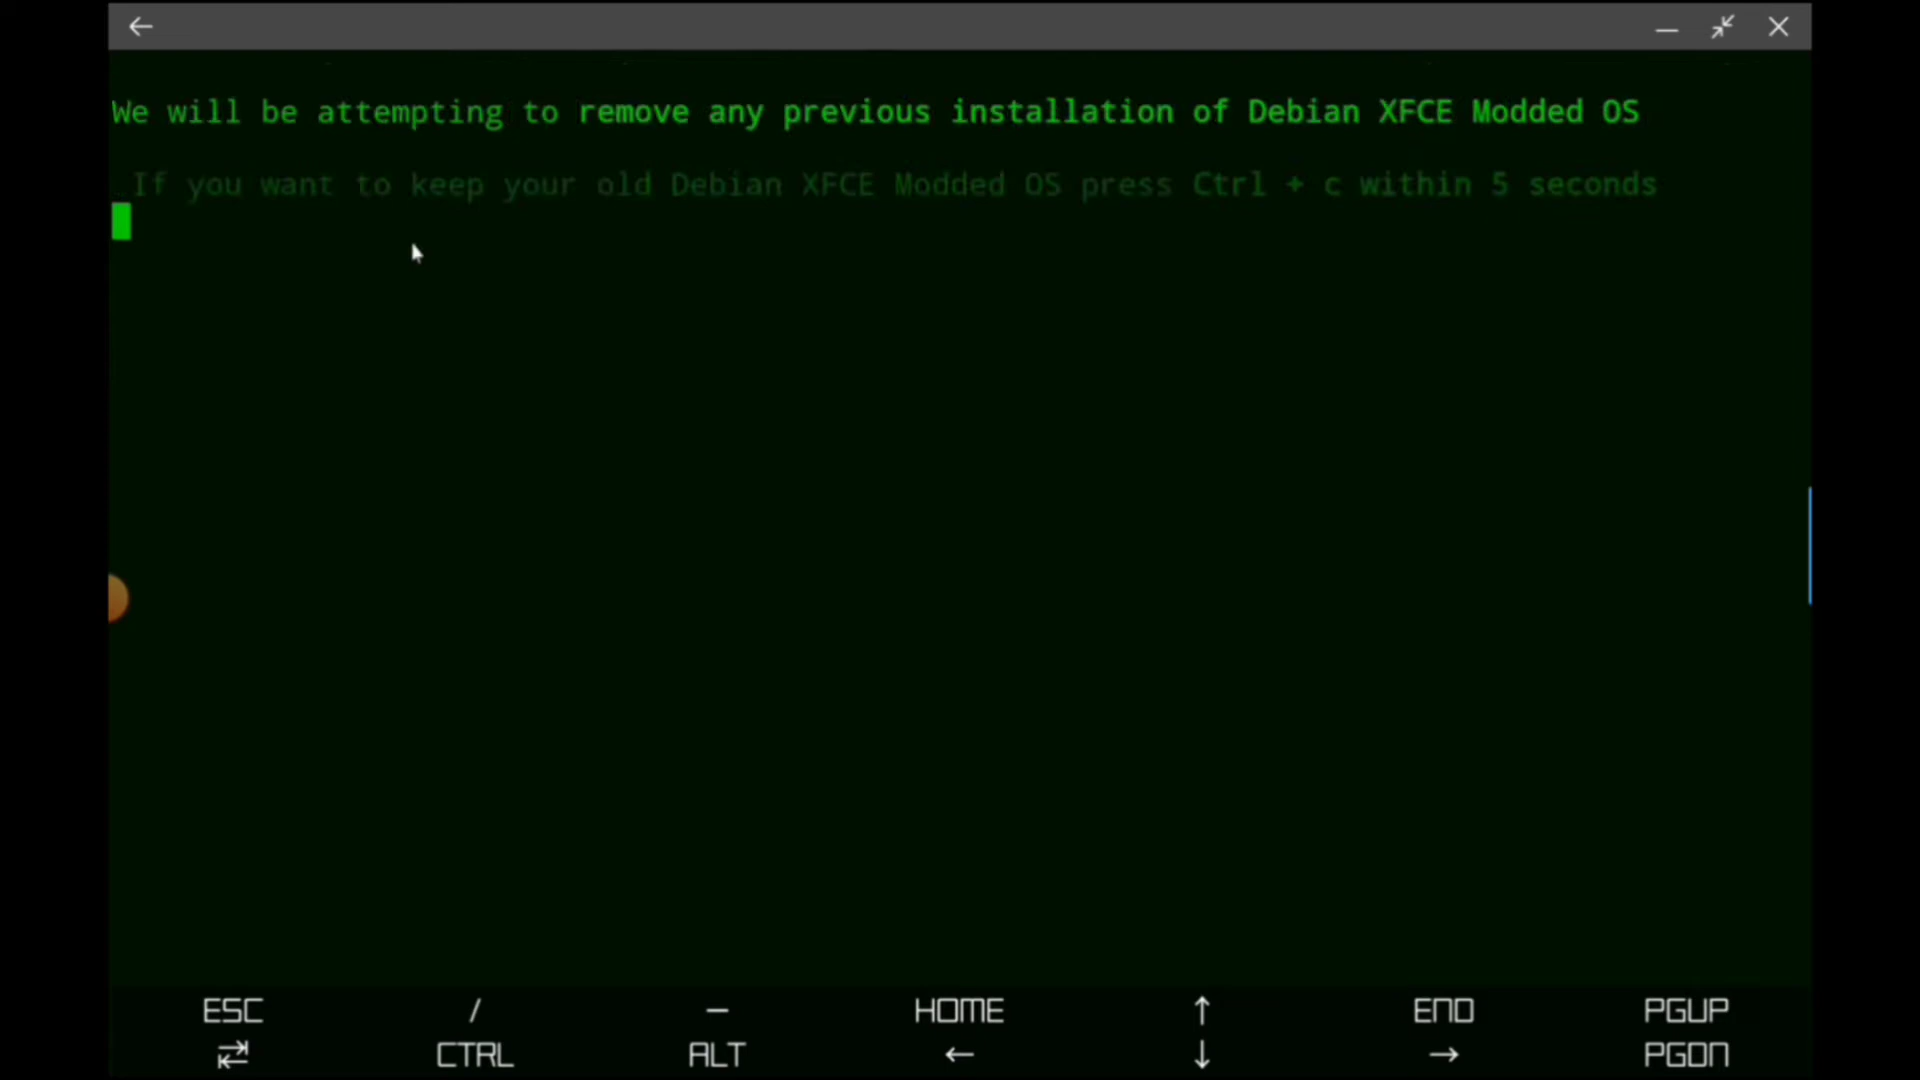 We will be attempting to remove any previous installation of Debian XFCE Modded OS
If you want to keep your old Debian XFCE Modded OS press Ctrl + c within 5 seconds
ESC / — HOME ↑ END PGUP
⇄ CTRL ALT ← ↓ → PGDN